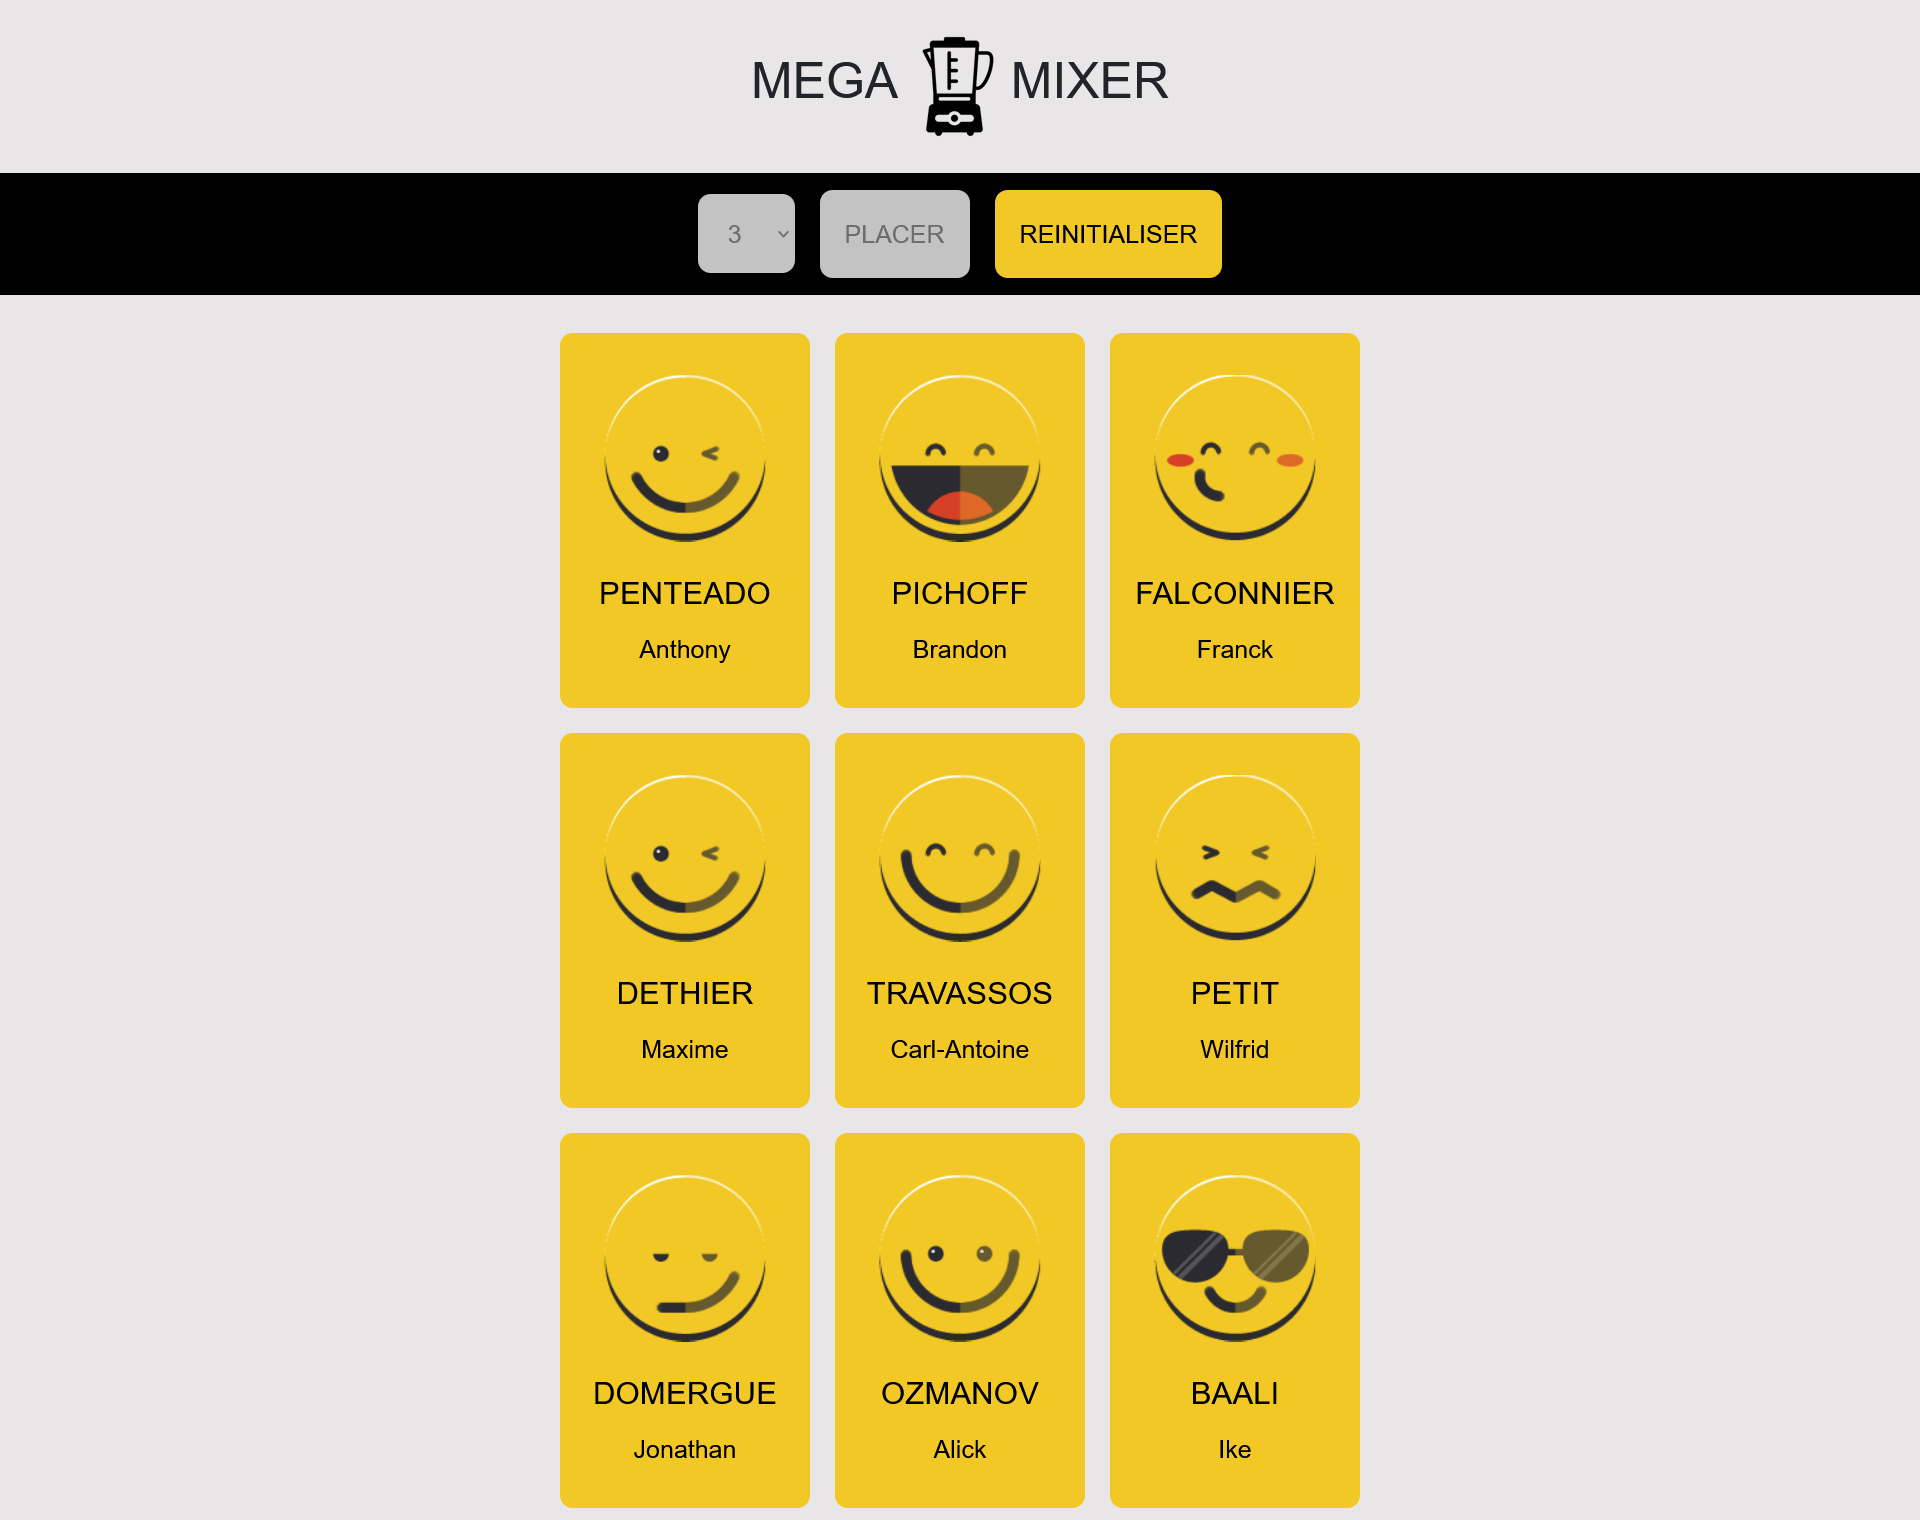 MEGA MIXER
3 PLACER REINITIALISER
PENTEADO PICHOFF FALCONNIER
Anthony Brandon Franck
DETHIER TRAVASSOS PETIT
Maxime Carl-Antoine Wilfrid
DOMERGUE OZMANOV BAALI
Jonathan Alick Ike